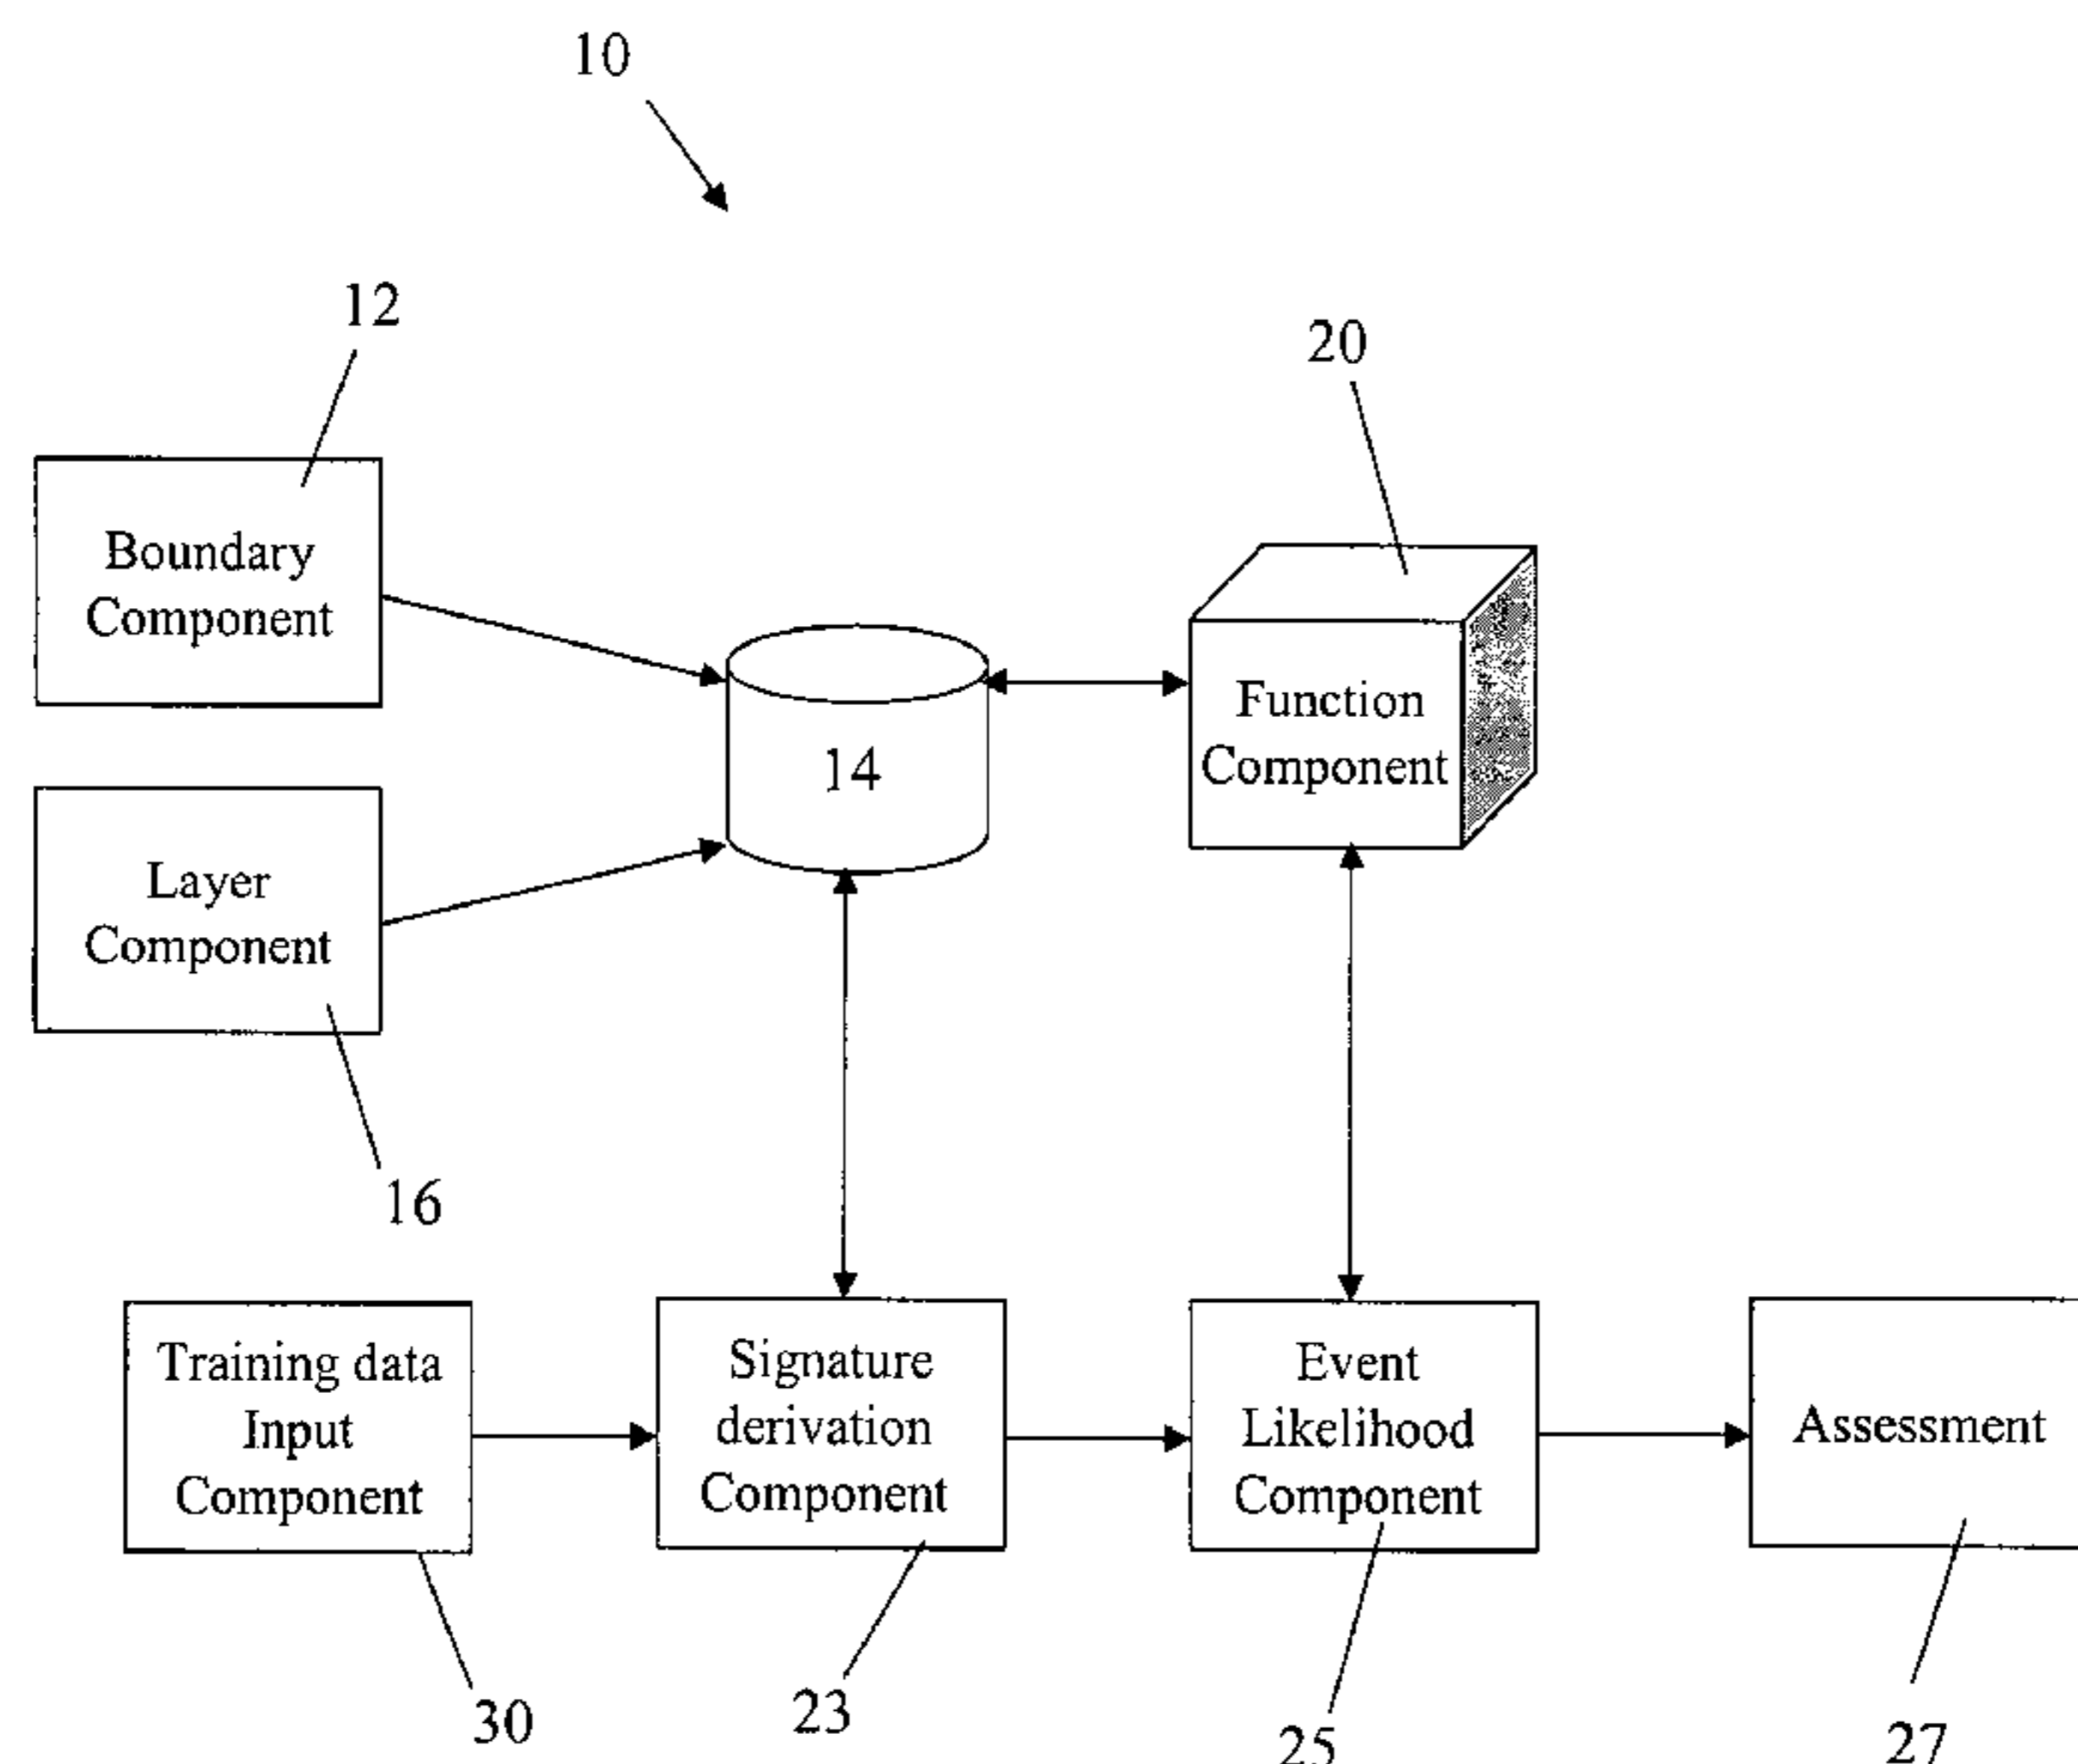 10
12
20
Boundary
Component
Function
Component
14
Layer
Component
16
Training data
Input
Component
Signature
derivation
Component
Event
Likelihood
Component
Assessment
30
23
25
27